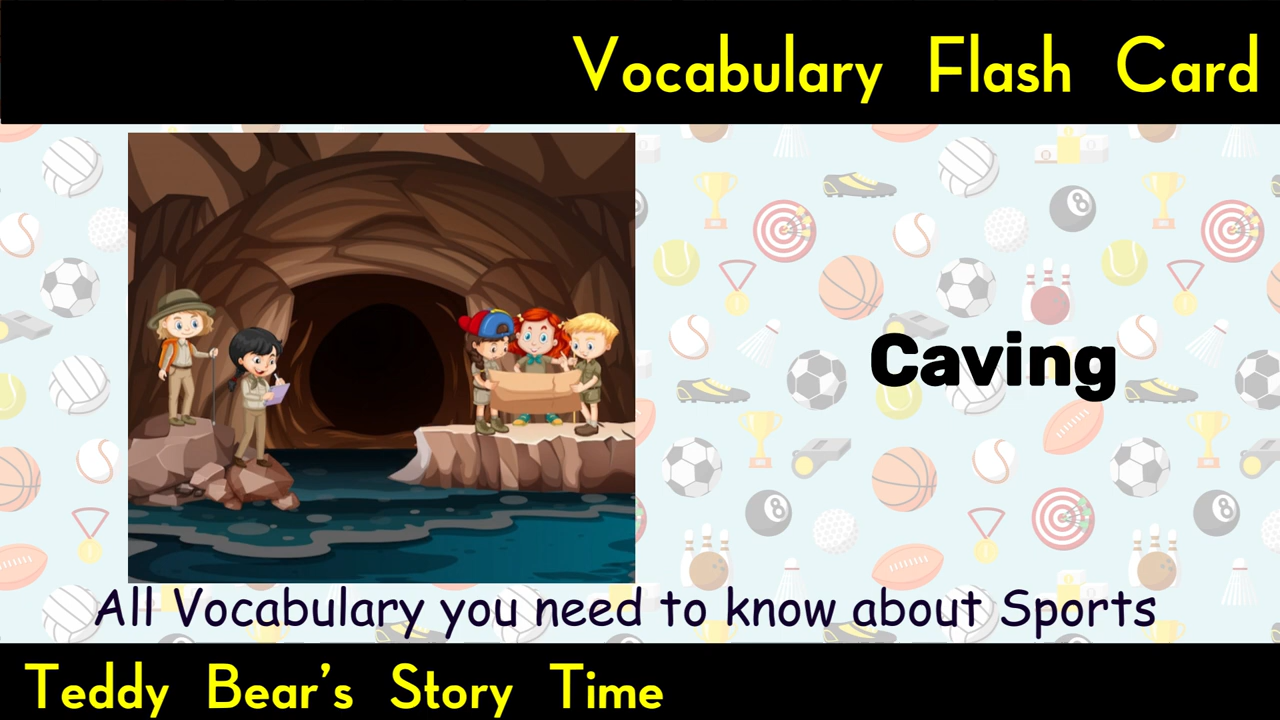 Vocabulary Flash Card
Caving
All Vocabulary you need to know about Sports
Teddy Bear's Story Time